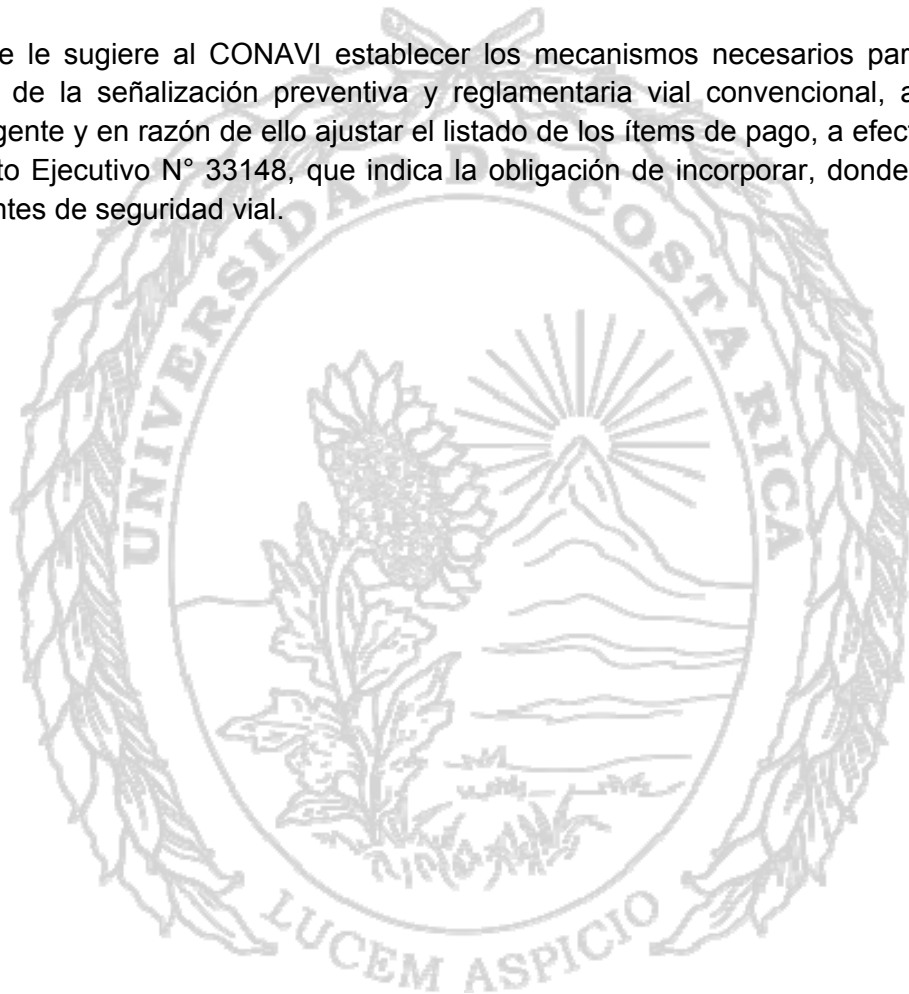 e le sugiere al CONAVI establecer los mecanismos necesarios par
de la señalización preventiva y reglamentaria vial convencional, a
gente y en razón de ello ajustar el listado de los ítems de pago, a efect
to Ejecutivo N° 33148, que indica la obligación de incorporar, donde
ntes de seguridad vial.
UNIVERSIDAD DE COSTA RICA
LUCEM ASPICIO